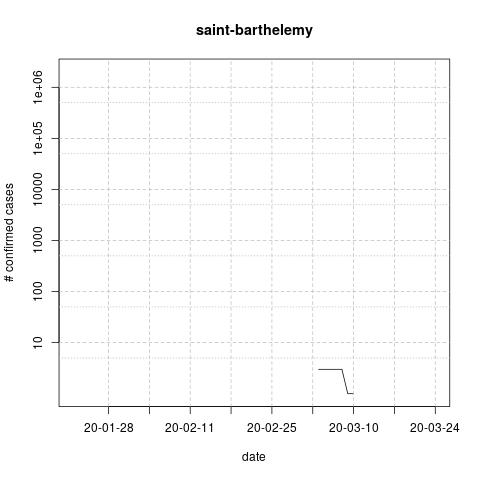 saint-barthelemy
1e+06
1e+05
10000
1000
100
10
# confirmed cases
20-01-28
20-02-11
20-02-25
20-03-10
20-03-24
date